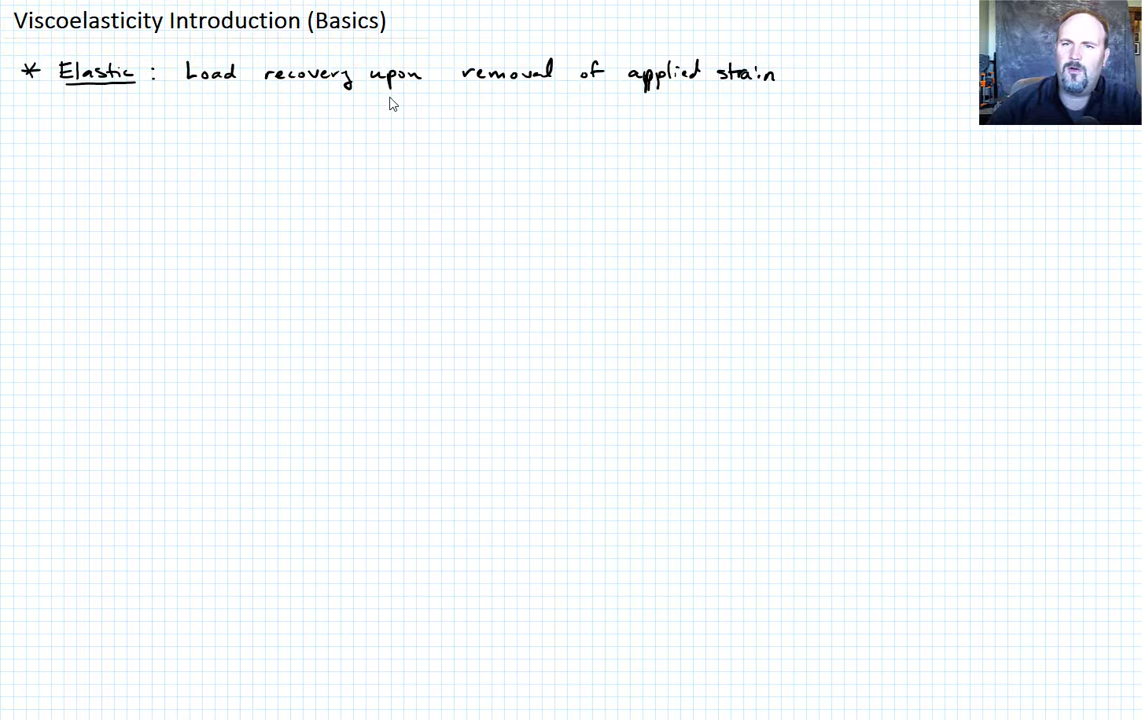 Viscoelasticity Introduction (Basics)
* Elastic : Load recovery upon removal of applied strain